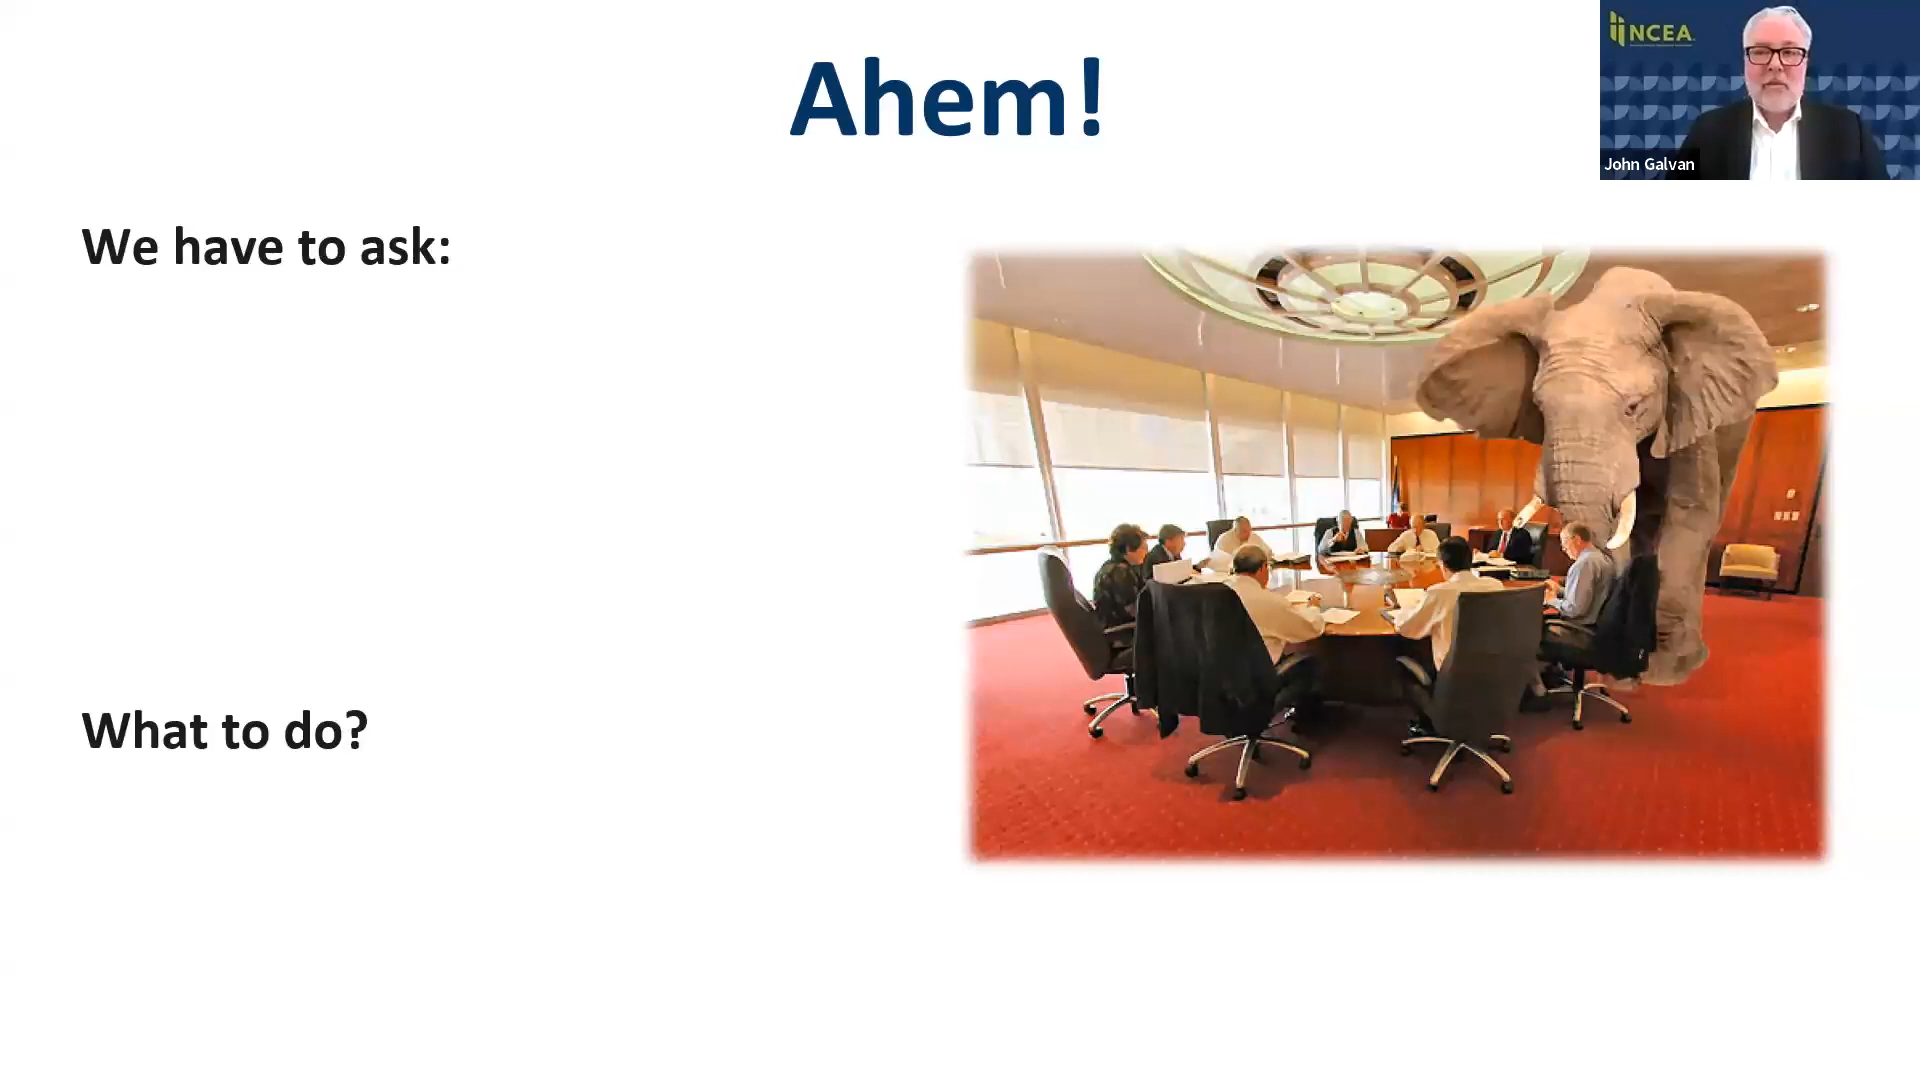 Ahem!
NCEA
John Galvan
We have to ask:
What to do?